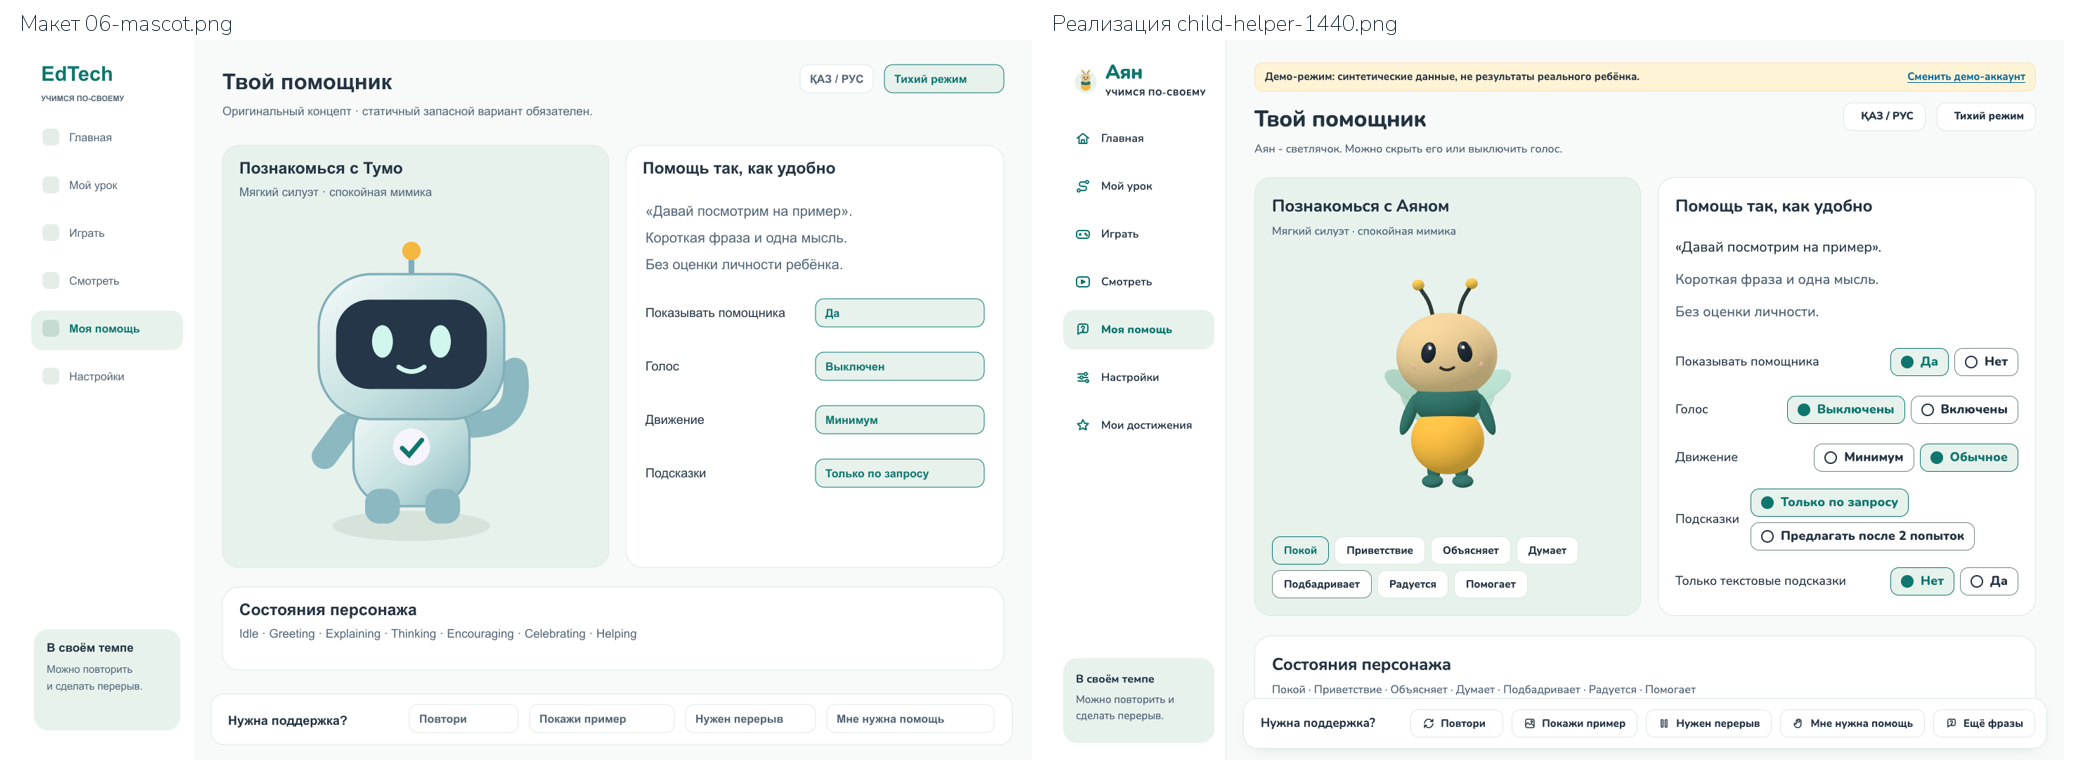 Макет 06-mascot.png
EdTech
УЧИМСЯ ПО-СВОЕМУ
Главная
Мой урок
Играть
Смотреть
Моя помощь
Настройки
В своём темпе
Можно повторить
и сделать перерыв.
Твой помощник
ҚАЗ / РУС
Тихий режим
Оригинальный концепт · статичный запасной вариант обязателен.
Познакомься с Тумо
Мягкий силуэт · спокойная мимика
Помощь так, как удобно
«Давай посмотрим на пример».
Короткая фраза и одна мысль.
Без оценки личности ребёнка.
Показывать помощника Да
Голос Выключен
Движение Минимум
Подсказки Только по запросу
Состояния персонажа
Idle · Greeting · Explaining · Thinking · Encouraging · Celebrating · Helping
Нужна поддержка? Повтори Покажи пример Нужен перерыв Мне нужна помощь
Реализация child-helper-1440.png
Аян
УЧИМСЯ ПО-СВОЕМУ
Главная
Мой урок
Играть
Смотреть
Моя помощь
Настройки
Мои достижения
В своём темпе
Можно повторить и
сделать перерыв.
Демо-режим: синтетические данные, не результаты реального ребёнка. Сменить демо-аккаунт
Твой помощник
ҚАЗ / РУС
Тихий режим
Аян - светлячок. Можно скрыть его или выключить голос.
Познакомься с Аяном
Мягкий силуэт · спокойная мимика
Покой Приветствие Объясняет Думает
Подбадривает Радуется Помогает
Помощь так, как удобно
«Давай посмотрим на пример».
Короткая фраза и одна мысль.
Без оценки личности.
Показывать помощника Да Нет
Голос Выключены Включены
Движение Минимум Обычное
Подсказки Только по запросу
Предлагать после 2 попыток
Только текстовые подсказки Нет Да
Состояния персонажа
Покой · Приветствие · Объясняет · Думает · Подбадривает · Радуется · Помогает
Нужна поддержка? Повтори Покажи пример Нужен перерыв Мне нужна помощь Ещё фразы